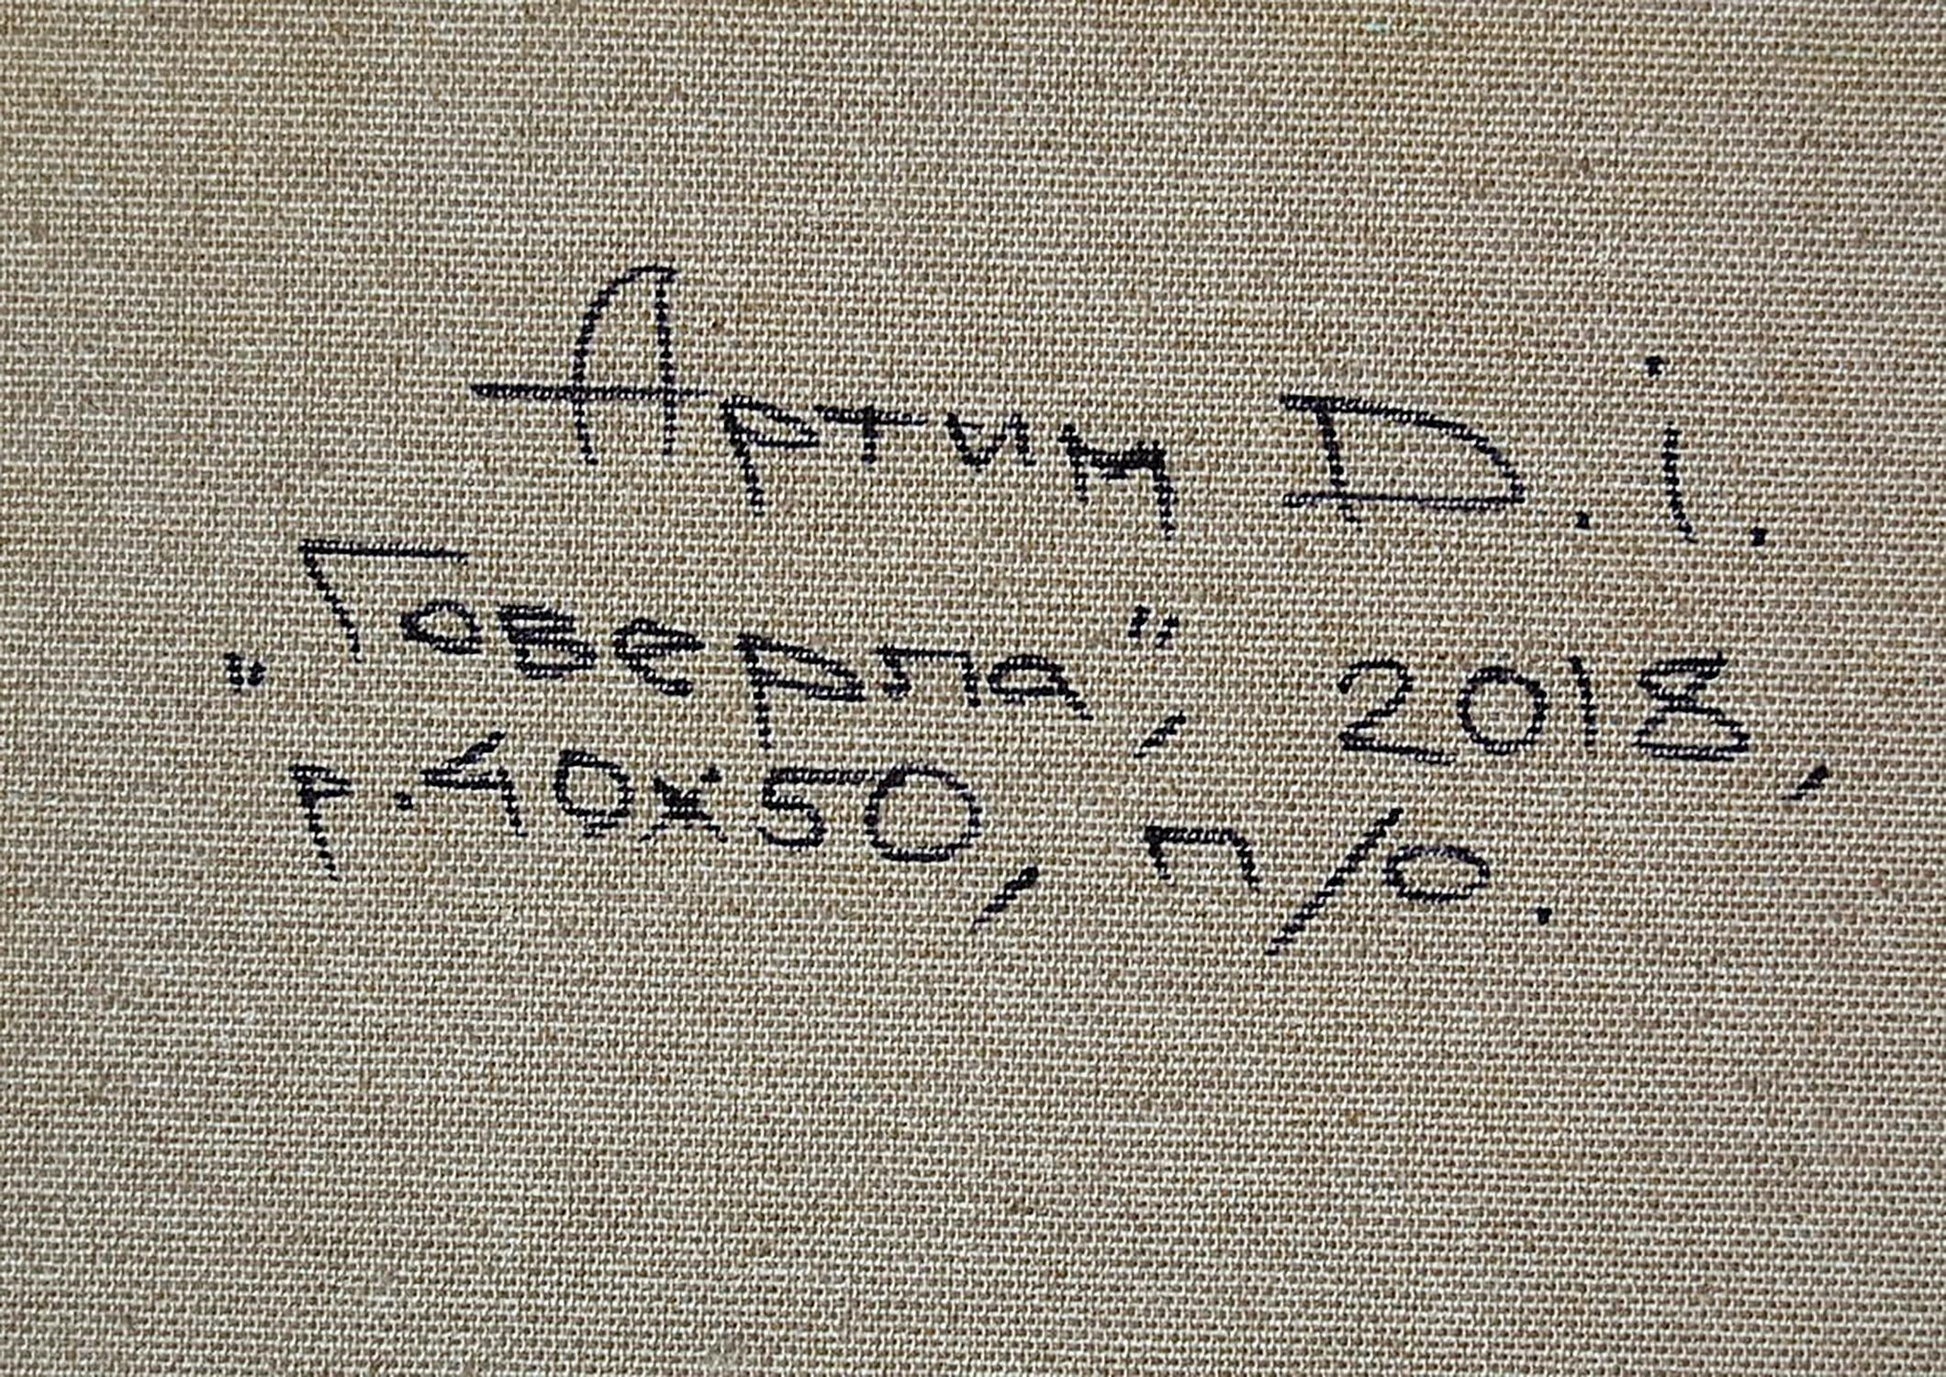 Артим D.i.
"Говерла", 2018,
р.40х50, п/о.